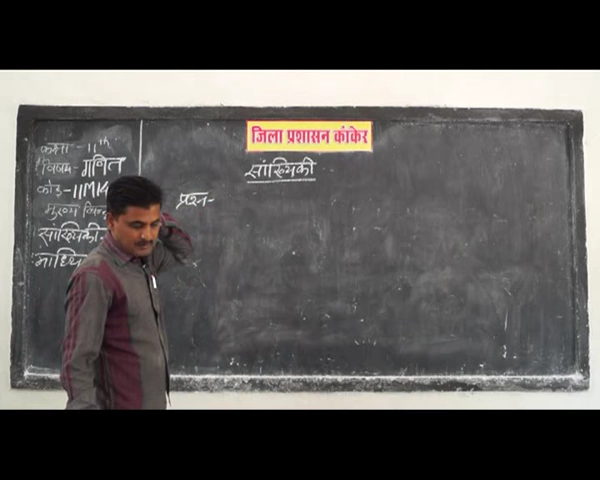 जिला प्रशासन कांकेर
कक्षा - 11th
विषय - गणित
कोड - 11M14
मुख्य बिन्दु
सांख्यिकी
सांख्यिकी
प्रश्न -